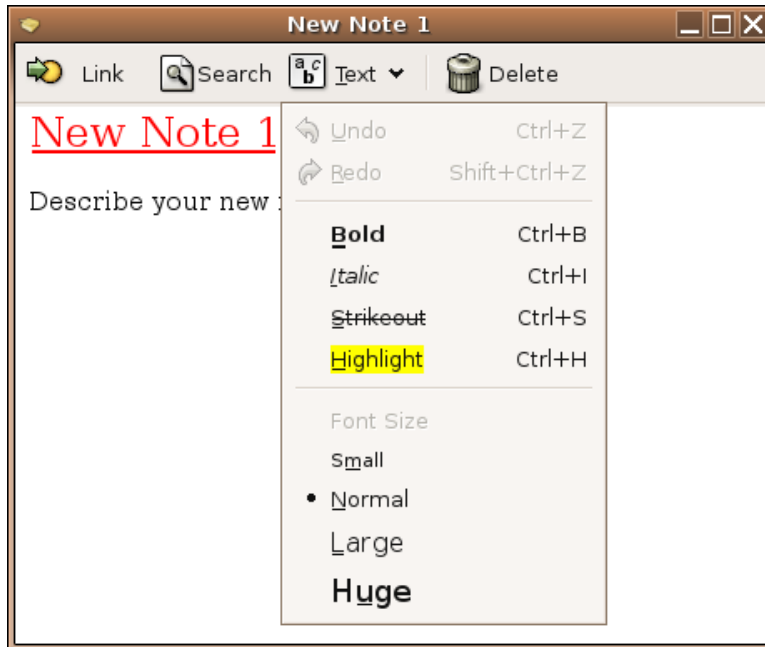 New Note 1
Link Search Text Delete
New Note 1
Describe your new
Undo Ctrl+Z
Redo Shift+Ctrl+Z
Bold Ctrl+B
Italic Ctrl+I
Strikeout Ctrl+S
Highlight Ctrl+H
Font Size
Small
Normal
Large
Huge